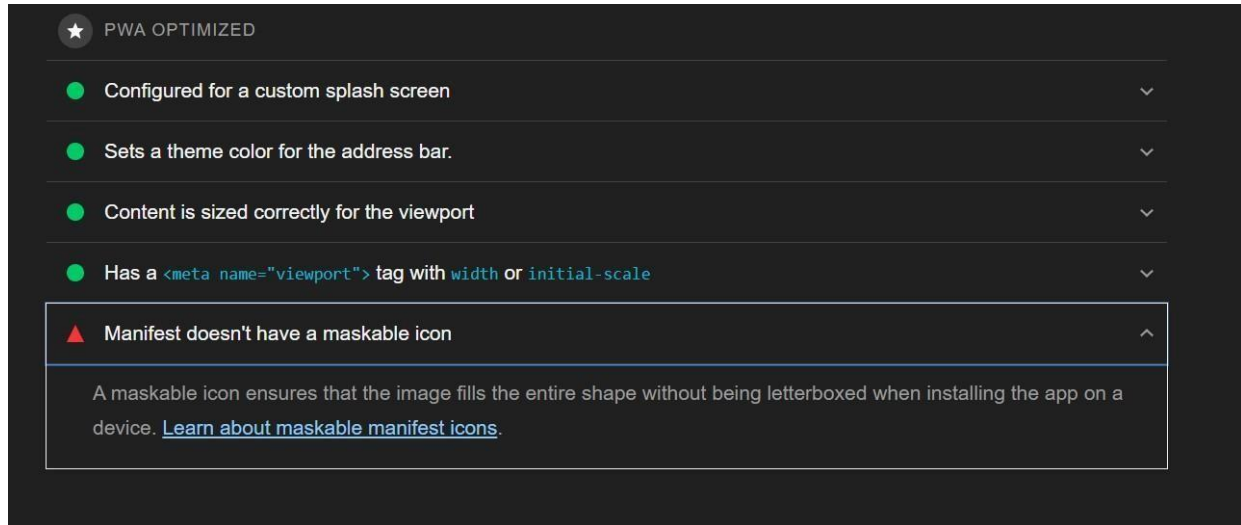 PWA OPTIMIZED
Configured for a custom splash screen
Sets a theme color for the address bar.
Content is sized correctly for the viewport
Has a <meta name="viewport"> tag with width or initial-scale
Manifest doesn't have a maskable icon
A maskable icon ensures that the image fills the entire shape without being letterboxed when installing the app on a
device. Learn about maskable manifest icons.